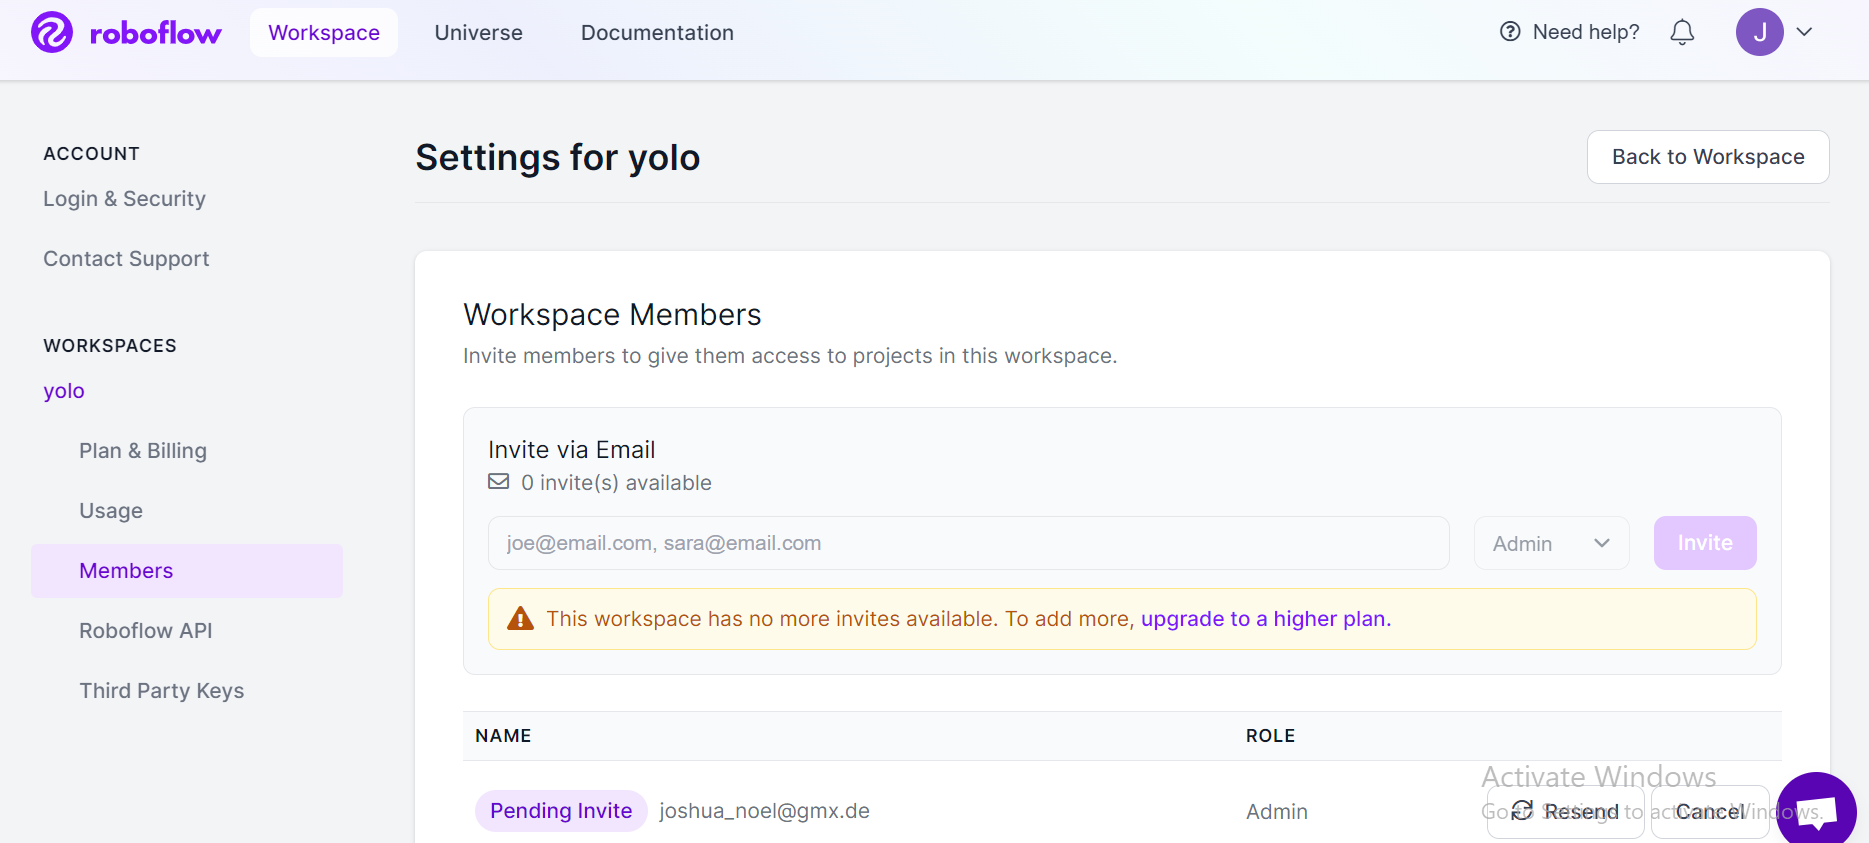 roboflow Workspace Universe Documentation Need help? J
ACCOUNT
Login & Security
Contact Support
WORKSPACES
yolo
Plan & Billing
Usage
Members
Roboflow API
Third Party Keys
Settings for yolo Back to Workspace
Workspace Members
Invite members to give them access to projects in this workspace.
Invite via Email
0 invite(s) available
joe@email.com, sara@email.com Admin Invite
This workspace has no more invites available. To add more, upgrade to a higher plan.
NAME ROLE
Pending Invite joshua_noel@gmx.de Admin Resend Cancel
Activate Windows
Go to Settings to activate Windows.